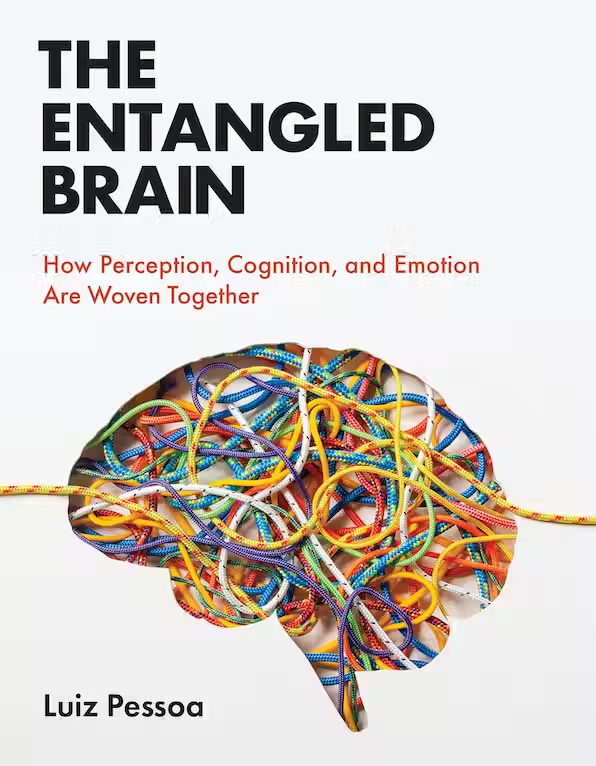 THE
ENTANGLED
BRAIN
How Perception, Cognition, and Emotion
Are Woven Together
Luiz Pessoa